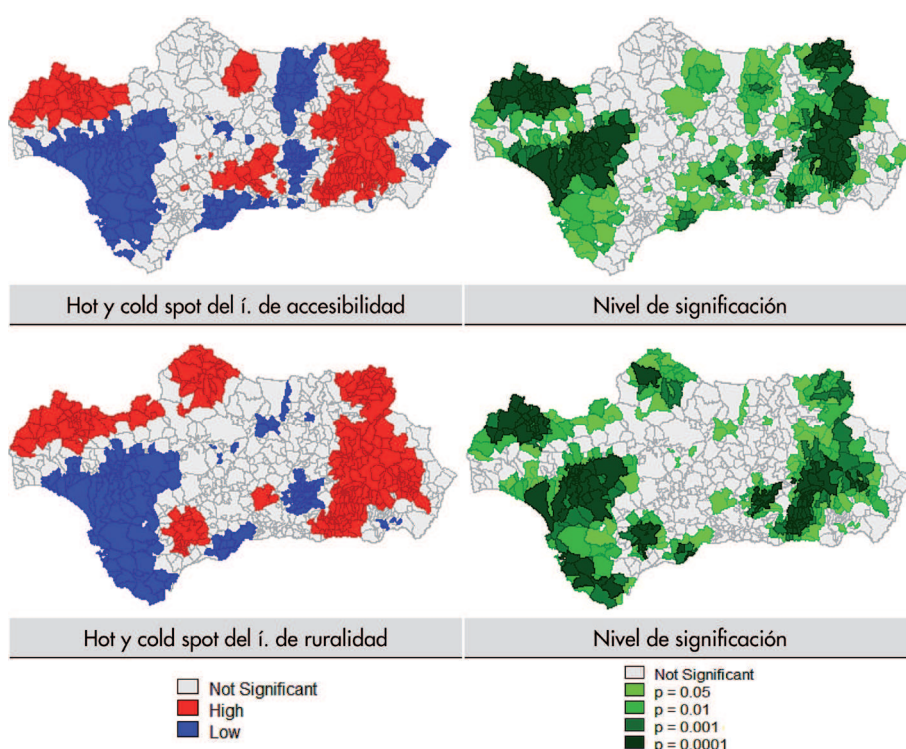 Hot y cold spot del í. de accesibilidad
Nivel de significación
Hot y cold spot del í. de ruralidad
Nivel de significación
Not Significant
High
Low
Not Significant
p = 0.05
p = 0.01
p = 0.001
p = 0.0001